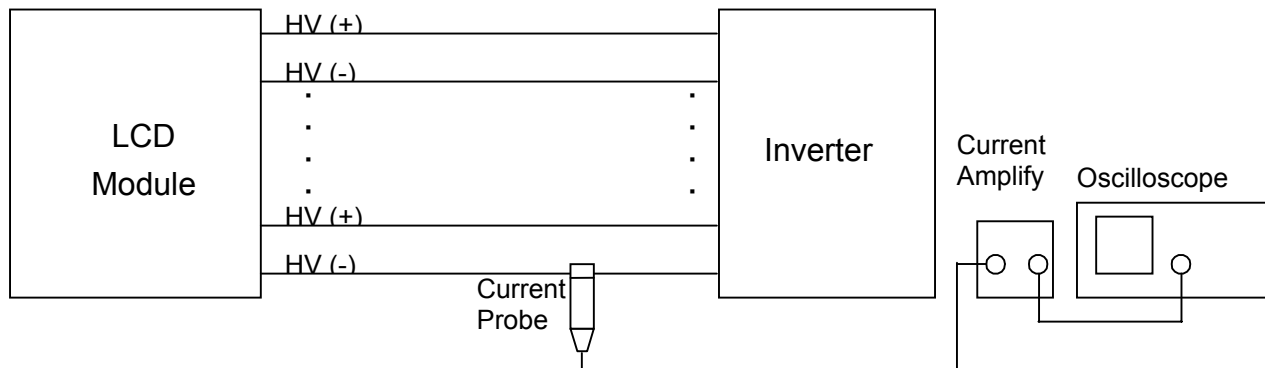 HV (+)
HV (-)
LCD
Module
Inverter
HV (+)
HV (-)
Current
Probe
Current
Amplify
Oscilloscope